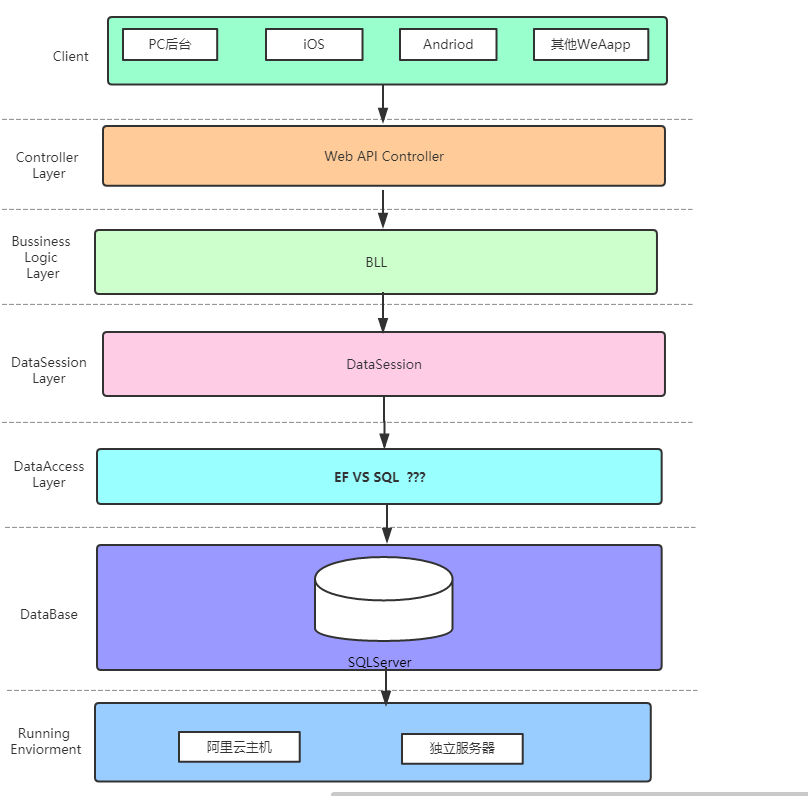 PC后台
iOS
Andriod
其他WeAapp
Client
Controller
Layer
Web API Controller
Bussiness
Logic
Layer
BLL
DataSession
Layer
DataSession
DataAccess
Layer
EF VS SQL ???
DataBase
SQLServer
Running
Enviorment
阿里云主机
独立服务器